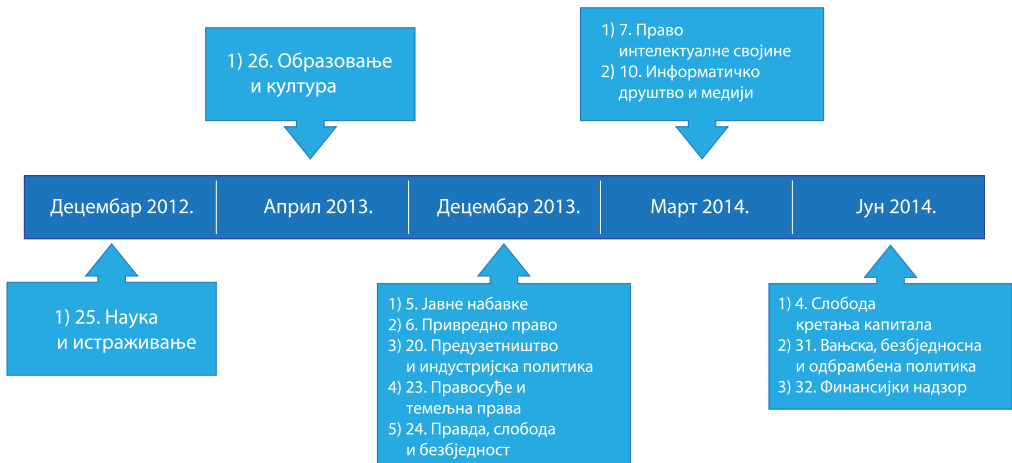 1) 26. Образовање
и култура
1) 7. Право
интелектуалне својине
2) 10. Информатичко
друштво и медији
Децембар 2012.
Април 2013.
Децембар 2013.
Март 2014.
Јун 2014.
1) 25. Наука
и истраживање
1) 5. Јавне набавке
2) 6. Привредно право
3) 20. Предузетништво
и индустријска политика
4) 23. Правосуђе и
темељна права
5) 24. Правда, слобода
и безбједност
1) 4. Слобода
кретања капитала
2) 31. Вањска, безбједносна
и одбрамбена политика
3) 32. Финансијки надзор